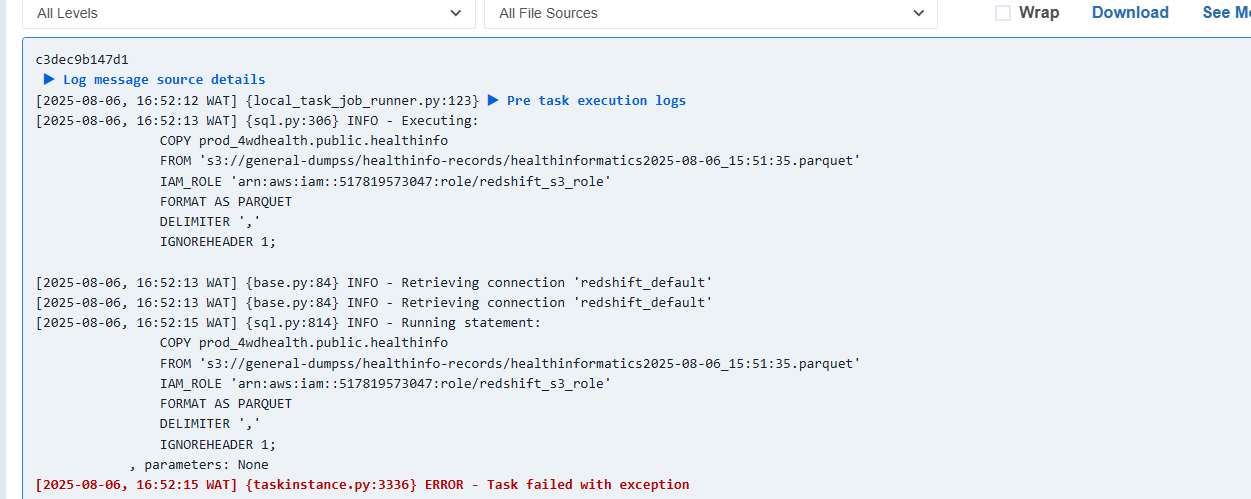 All Levels
All File Sources
Wrap
Download
See Mo
c3dec9b147d1
▶ Log message source details
[2025-08-06, 16:52:12 WAT] {local_task_job_runner.py:123} ▶ Pre task execution logs
[2025-08-06, 16:52:13 WAT] {sql.py:306} INFO - Executing:
COPY prod_4wdhealth.public.healthinfo
FROM 's3://general-dumpss/healthinfo-records/healthinformatics2025-08-06_15:51:35.parquet'
IAM_ROLE 'arn:aws:iam::517819573047:role/redshift_s3_role'
FORMAT AS PARQUET
DELIMITER ','
IGNOREHEADER 1;
[2025-08-06, 16:52:13 WAT] {base.py:84} INFO - Retrieving connection 'redshift_default'
[2025-08-06, 16:52:13 WAT] {base.py:84} INFO - Retrieving connection 'redshift_default'
[2025-08-06, 16:52:15 WAT] {sql.py:814} INFO - Running statement:
COPY prod_4wdhealth.public.healthinfo
FROM 's3://general-dumpss/healthinfo-records/healthinformatics2025-08-06_15:51:35.parquet'
IAM_ROLE 'arn:aws:iam::517819573047:role/redshift_s3_role'
FORMAT AS PARQUET
DELIMITER ','
IGNOREHEADER 1;
, parameters: None
[2025-08-06, 16:52:15 WAT] {taskinstance.py:3336} ERROR - Task failed with exception